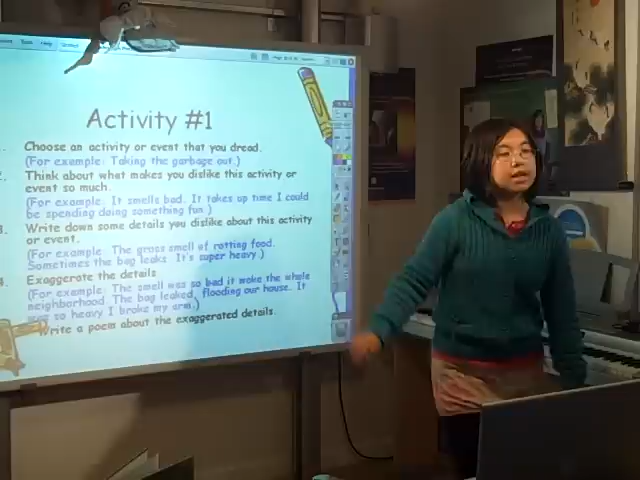 Tools Help
Activity #1
Choose an activity or event that you dread.
(For example: Taking the garbage out.)
Think about what makes you dislike this activity or
event so much.
(For example: It smells bad. It takes up time I could
be spending doing something fun.)
Write down some details you dislike about this activity
or event.
(For example: The gross smell of rotting food.
Sometimes the bag leaks. It's super heavy.)
Exaggerate the details
(For example: The smell was so bad it woke the whole
neighborhood. The bag leaked, flooding our house. It
was so heavy I broke my arm.)
Write a poem about the exaggerated details.